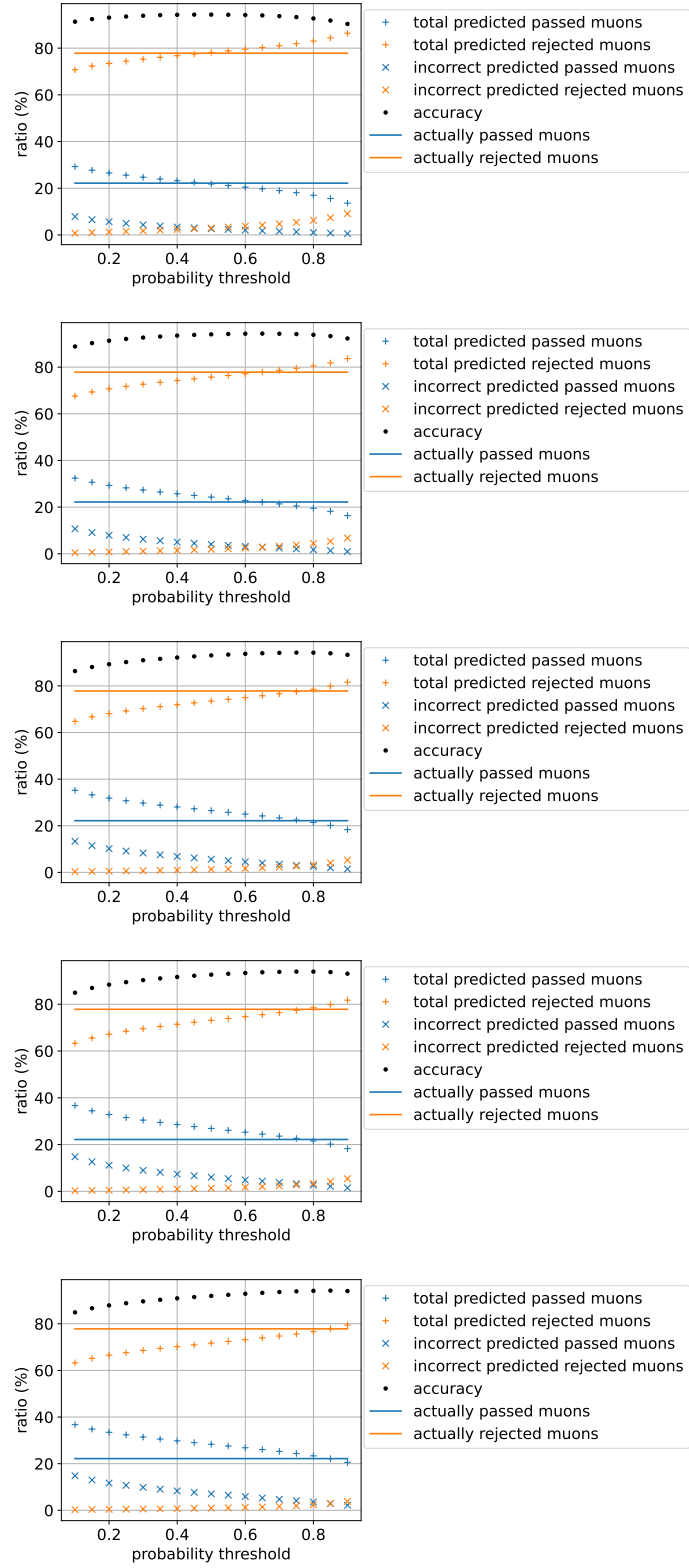 total predicted passed muons
total predicted rejected muons
incorrect predicted passed muons
incorrect predicted rejected muons
accuracy
actually passed muons
actually rejected muons
ratio (%)
80
60
40
20
0
0.2 0.4 0.6 0.8
probability threshold
total predicted passed muons
total predicted rejected muons
incorrect predicted passed muons
incorrect predicted rejected muons
accuracy
actually passed muons
actually rejected muons
ratio (%)
80
60
40
20
0
0.2 0.4 0.6 0.8
probability threshold
total predicted passed muons
total predicted rejected muons
incorrect predicted passed muons
incorrect predicted rejected muons
accuracy
actually passed muons
actually rejected muons
ratio (%)
80
60
40
20
0
0.2 0.4 0.6 0.8
probability threshold
total predicted passed muons
total predicted rejected muons
incorrect predicted passed muons
incorrect predicted rejected muons
accuracy
actually passed muons
actually rejected muons
ratio (%)
80
60
40
20
0
0.2 0.4 0.6 0.8
probability threshold
total predicted passed muons
total predicted rejected muons
incorrect predicted passed muons
incorrect predicted rejected muons
accuracy
actually passed muons
actually rejected muons
ratio (%)
80
60
40
20
0
0.2 0.4 0.6 0.8
probability threshold